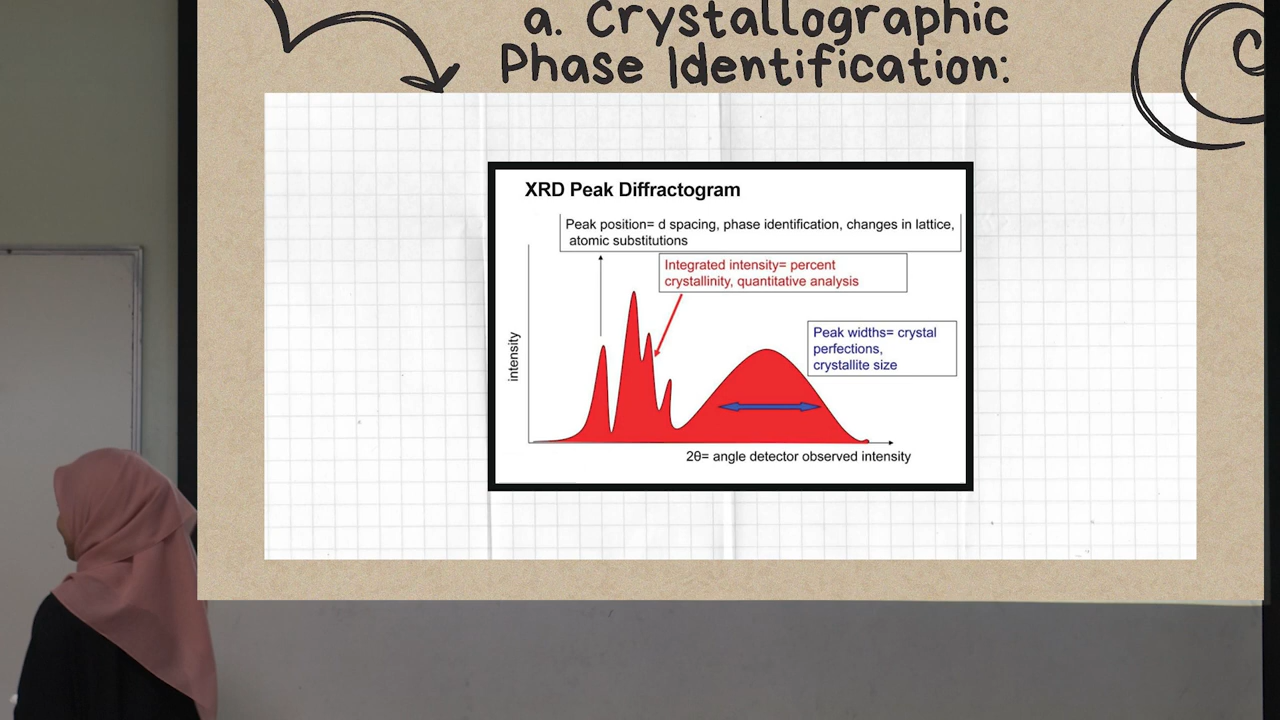 a. Crystallographic
Phase Identification:
XRD Peak Diffractogram
Peak position= d spacing, phase identification, changes in lattice,
atomic substitutions
Integrated intensity= percent
crystallinity, quantitative analysis
Peak widths= crystal
perfections,
crystallite size
intensity
2θ= angle detector observed intensity